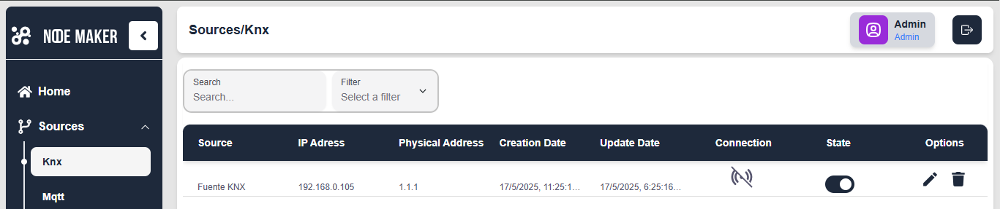 NODE MAKER
Sources/Knx
Admin
Admin
Home
Sources
Knx
Mqtt
Search
Search...
Filter
Select a filter
Source IP Adress Physical Address Creation Date Update Date Connection State Options
Fuente KNX 192.168.0.105 1.1.1 17/5/2025, 11:25:1... 17/5/2025, 6:25:16...